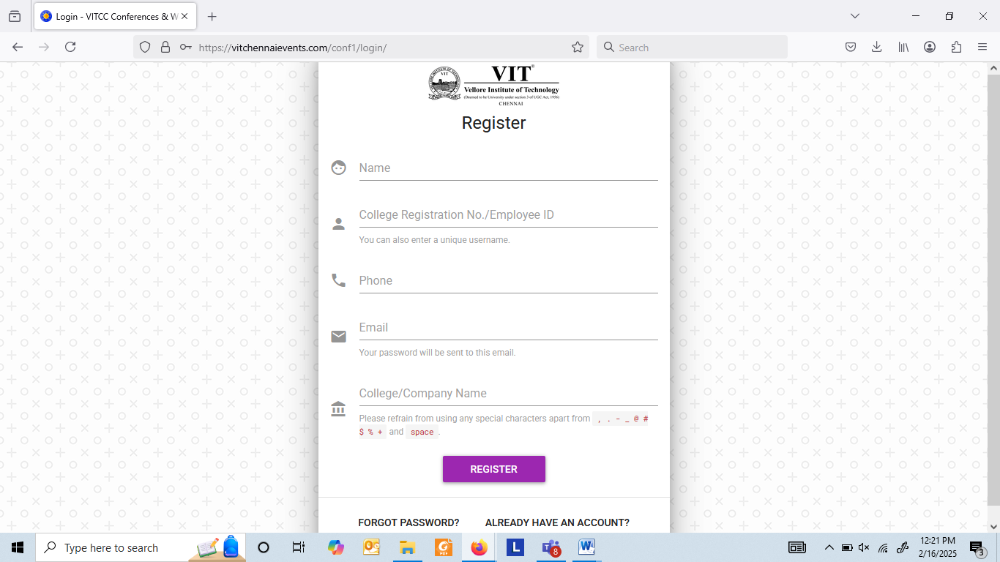 Login - VITCC Conferences & W
https://vitchennaievents.com/conf1/login/
Search
VIT®
Vellore Institute of Technology
(Deemed to be University under section 3 of UGC Act, 1956)
CHENNAI
Register
Name
College Registration No./Employee ID
You can also enter a unique username.
Phone
Email
Your password will be sent to this email.
College/Company Name
Please refrain from using any special characters apart from , . - _ @ #
$ % + and space .
REGISTER
FORGOT PASSWORD? ALREADY HAVE AN ACCOUNT?
Type here to search
8
12:21 PM
2/16/2025
3